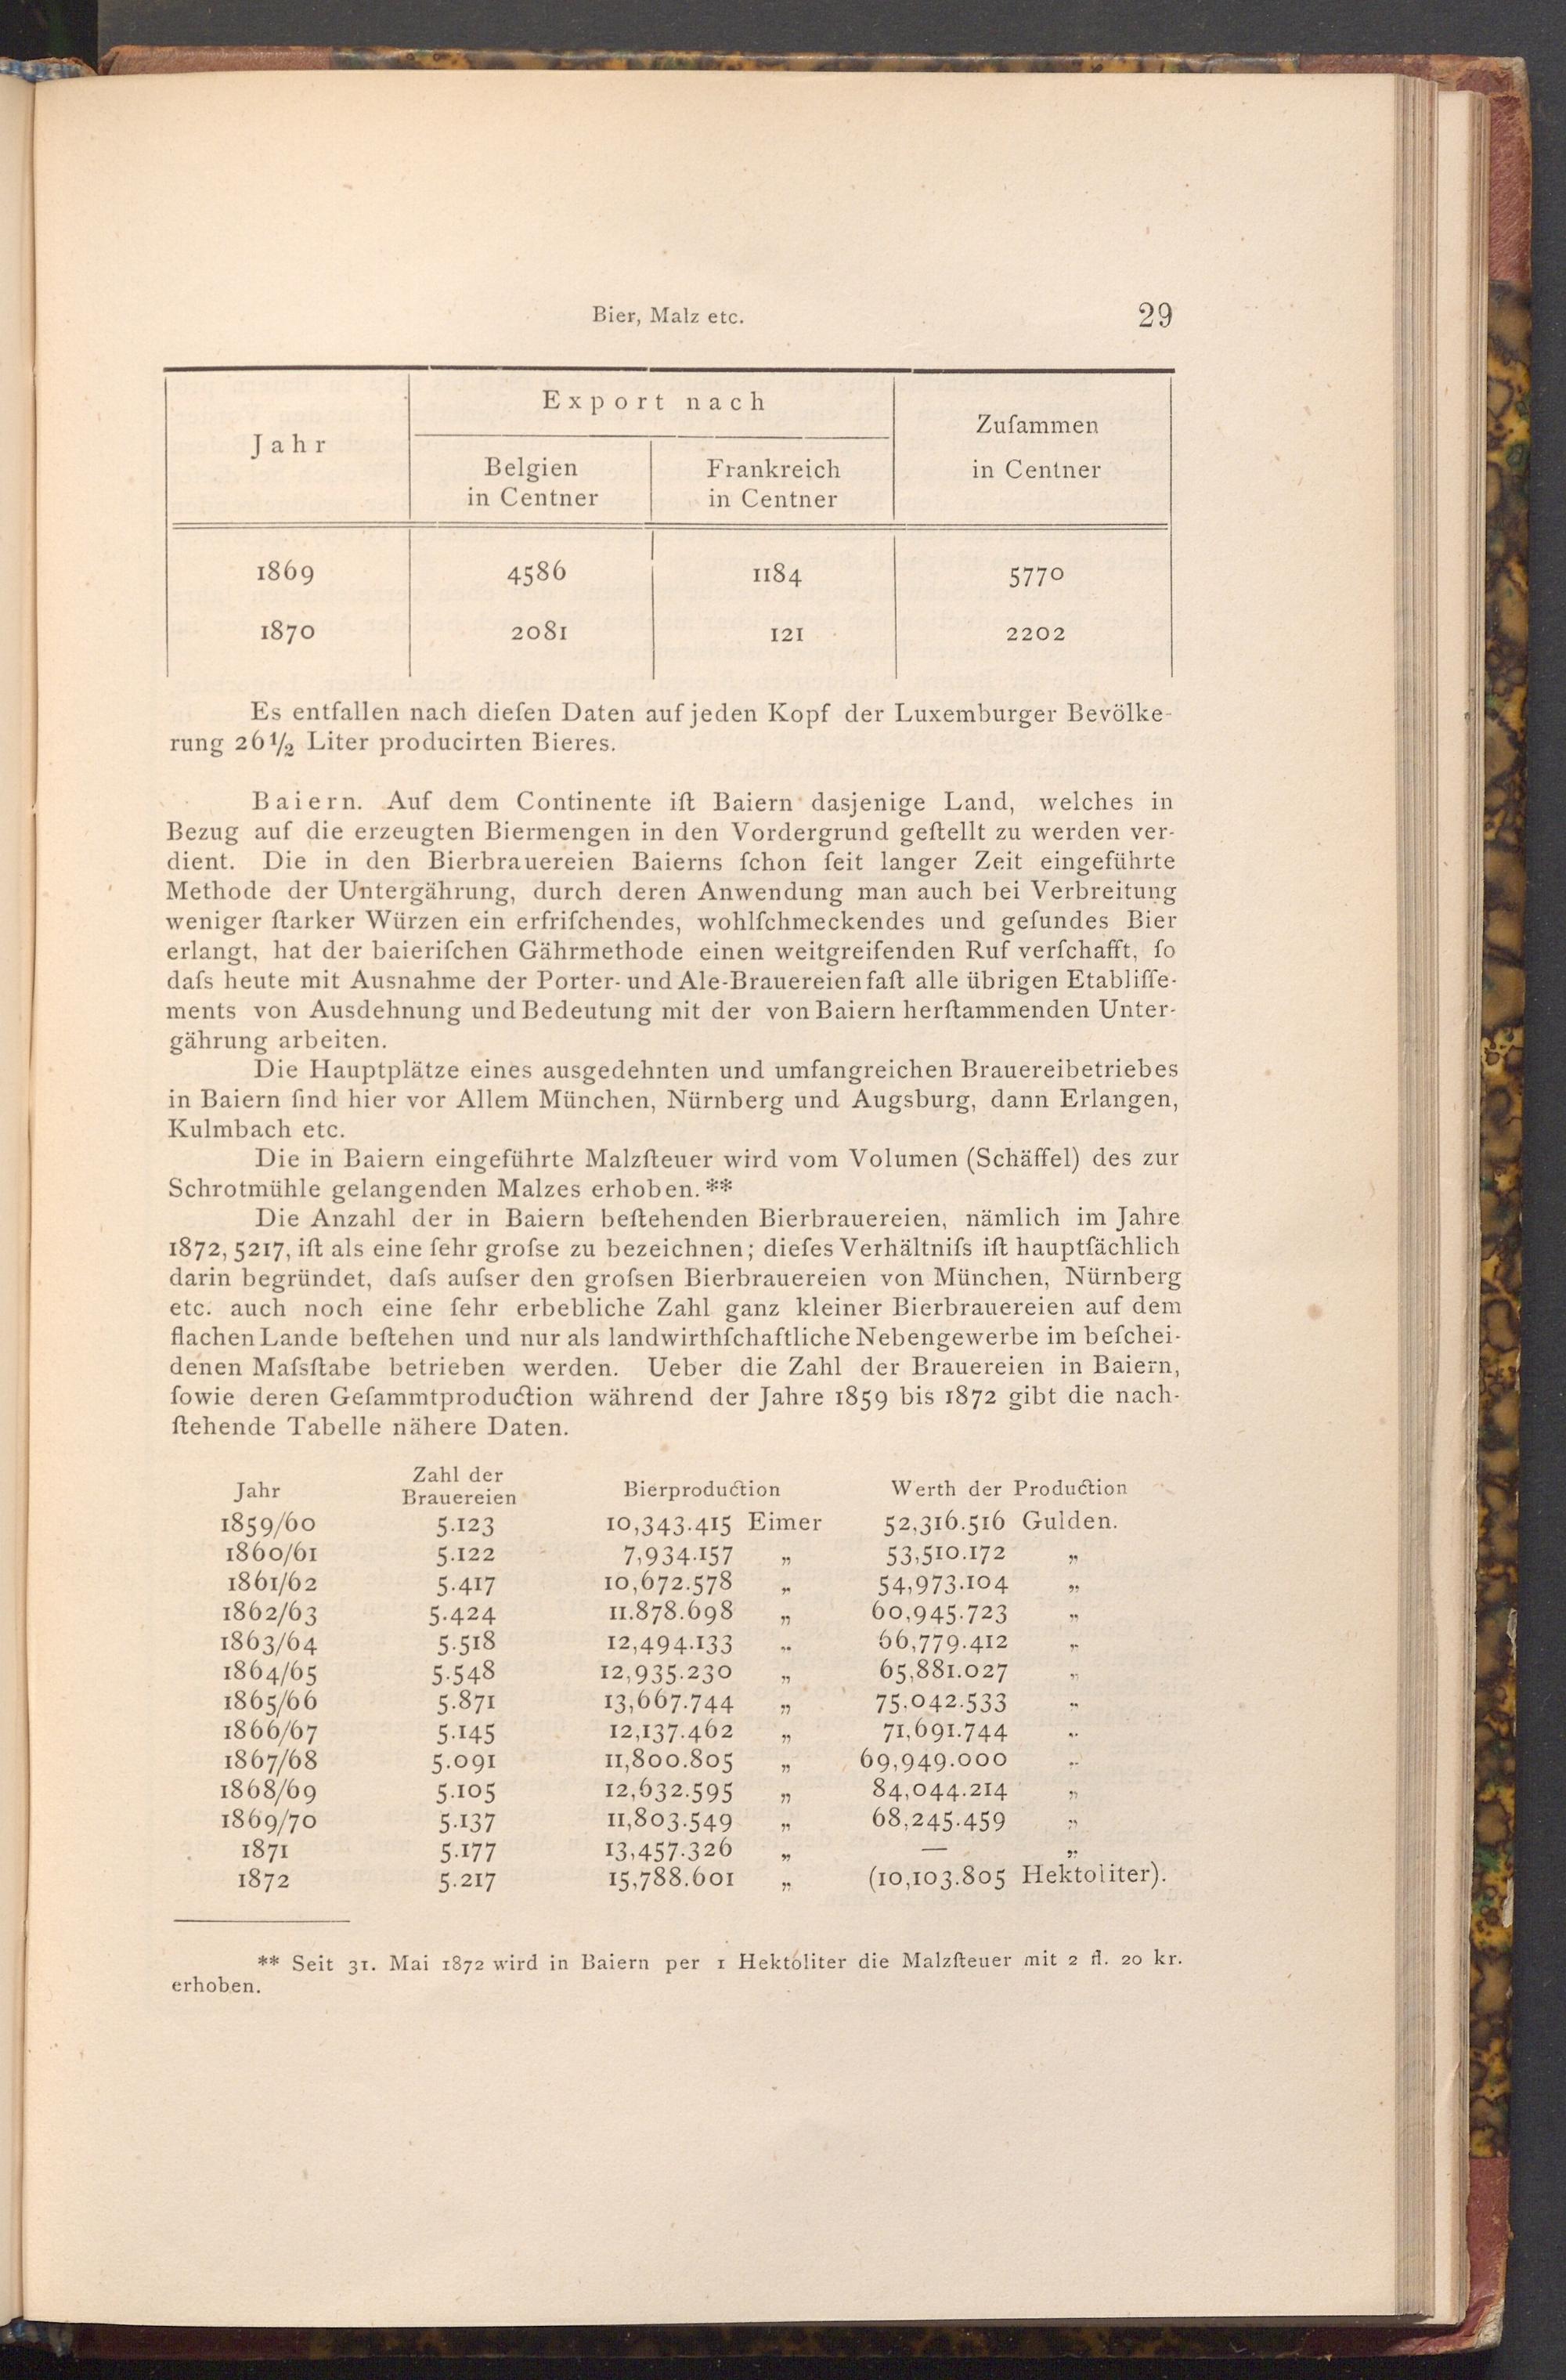 Bier, Malz etc. 29
Jahr Export nach Zuſammen in Centner
Belgien in Centner Frankreich in Centner
1869 4586 1184 5770
1870 2081 121 2202
Es entfallen nach dieſen Daten auf jeden Kopf der Luxemburger Bevölke-
rung 26 1/2 Liter producirten Bieres.
Baiern. Auf dem Continente iſt Baiern dasjenige Land, welches in
Bezug auf die erzeugten Biermengen in den Vordergrund geſtellt zu werden ver-
dient. Die in den Bierbrauereien Baierns ſchon ſeit langer Zeit eingeführte
Methode der Untergährung, durch deren Anwendung man auch bei Verbreitung
weniger ſtarker Würzen ein erfriſchendes, wohlſchmeckendes und geſundes Bier
erlangt, hat der baieriſchen Gährmethode einen weitgreifenden Ruf verſchafft, ſo
daſs heute mit Ausnahme der Porter- und Ale-Brauereien faſt alle übrigen Etabliſſe-
ments von Ausdehnung und Bedeutung mit der von Baiern herſtammenden Unter-
gährung arbeiten.
Die Hauptplätze eines ausgedehnten und umfangreichen Brauereibetriebes
in Baiern ſind hier vor Allem München, Nürnberg und Augsburg, dann Erlangen,
Kulmbach etc.
Die in Baiern eingeführte Malzſteuer wird vom Volumen (Schäffel) des zur
Schrotmühle gelangenden Malzes erhoben.**
Die Anzahl der in Baiern beſtehenden Bierbrauereien, nämlich im Jahre
1872, 5217, iſt als eine ſehr groſse zu bezeichnen; dieſes Verhältniſs iſt hauptſächlich
darin begründet, daſs auſser den groſsen Bierbrauereien von München, Nürnberg
etc. auch noch eine ſehr erbebliche Zahl ganz kleiner Bierbrauereien auf dem
flachen Lande beſtehen und nur als landwirthſchaftliche Nebengewerbe im beſchei-
denen Maſsſtabe betrieben werden. Ueber die Zahl der Brauereien in Baiern,
ſowie deren Geſammtproduction während der Jahre 1859 bis 1872 gibt die nach-
ſtehende Tabelle nähere Daten.
Jahr Zahl der Brauereien Bierproduction Werth der Production
1859/60 5.123 10,343.415 Eimer 52,316.516 Gulden.
1860/61 5.122 7,934.157 „ 53,510.172 „
1861/62 5.417 10,672.578 „ 54,973.104 „
1862/63 5.424 11.878.698 „ 60,945.723 „
1863/64 5.518 12,494.133 „ 66,779.412 „
1864/65 5.548 12,935.230 „ 65,881.027 „
1865/66 5.871 13,667.744 „ 75,042.533 „
1866/67 5.145 12,137.462 „ 71,691.744 „
1867/68 5.091 11,800.805 „ 69,949.000 „
1868/69 5.105 12,632.595 „ 84,044.214 „
1869/70 5.137 11,803.549 „ 68,245.459 „
1871 5.177 13,457.326 „ — „
1872 5.217 15,788.601 „ (10,103.805 Hektoliter).
** Seit 31. Mai 1872 wird in Baiern per 1 Hektoliter die Malzſteuer mit 2 fl. 20 kr.
erhoben.